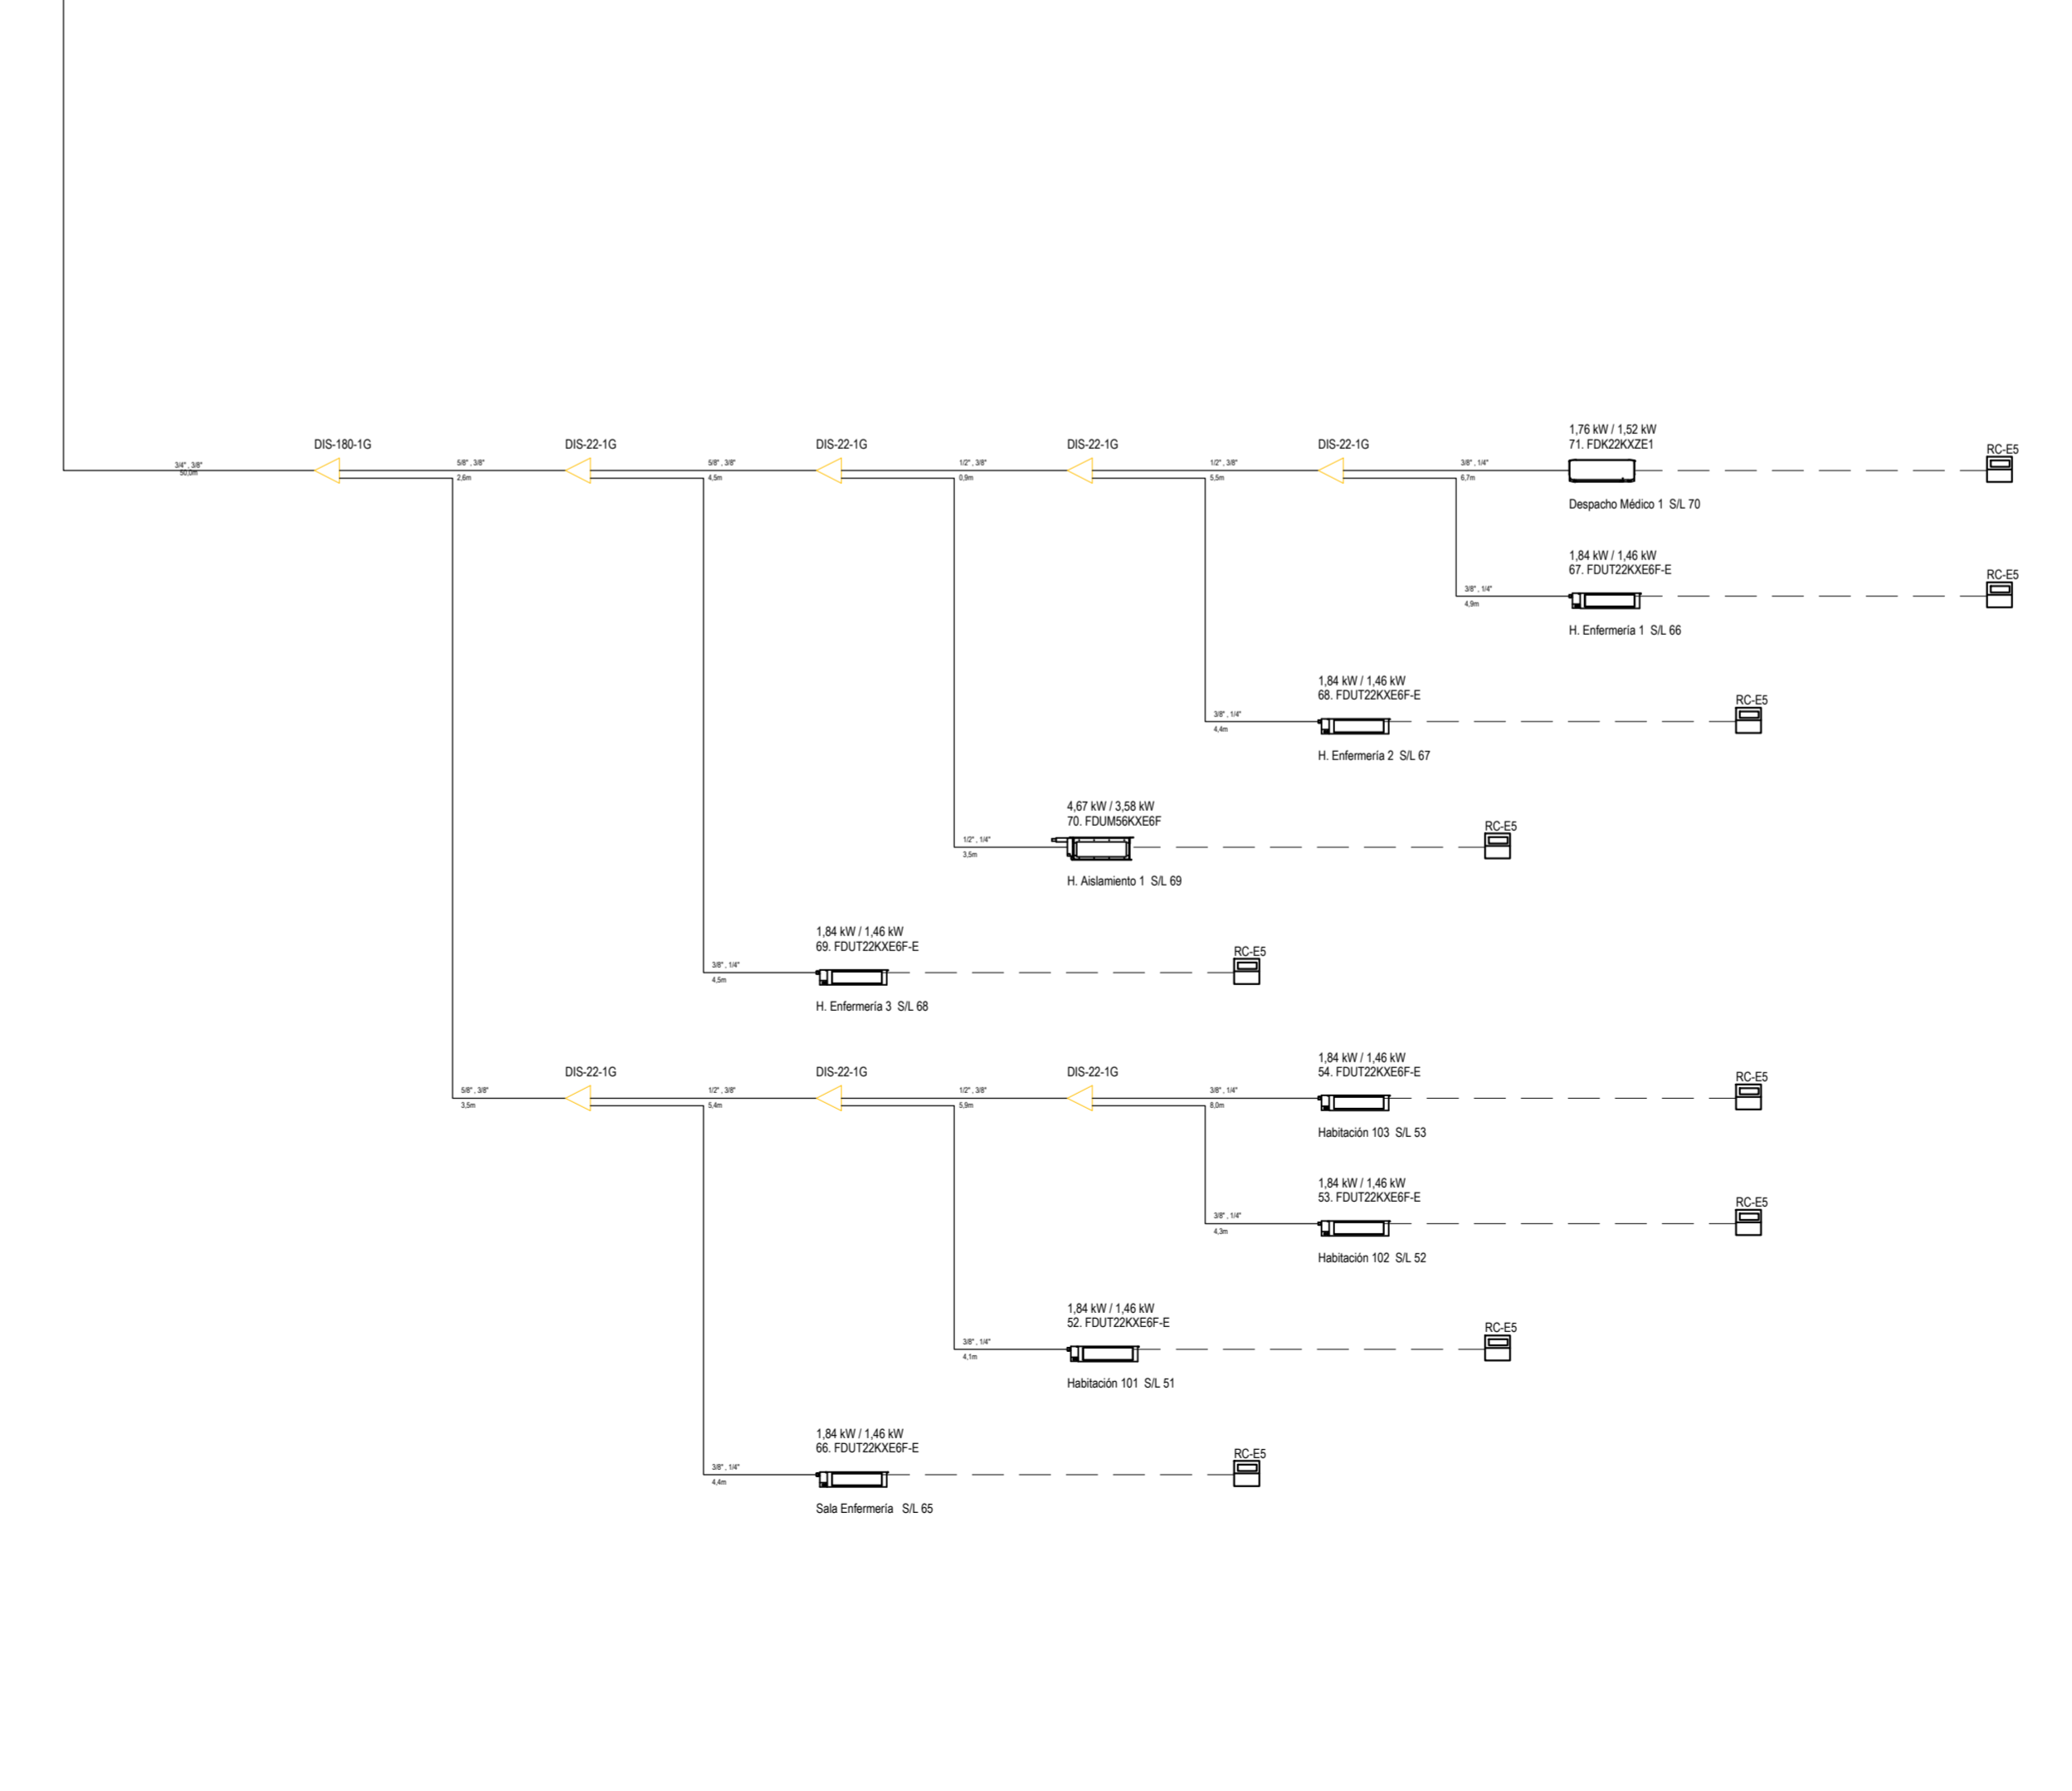 1,76 kW / 1,52 kW
71. FDK22KXZE1
DIS-180-1G
DIS-22-1G
DIS-22-1G
DIS-22-1G
DIS-22-1G
RC-E5
3/4" , 3/8"
50,0m
5/8" , 3/8"
2,6m
5/8" , 3/8"
4,5m
1/2" , 3/8"
0,9m
1/2" , 3/8"
5,5m
3/8" , 1/4"
6,7m
Despacho Médico 1 S/L 70
1,84 kW / 1,46 kW
67. FDUT22KXE6F-E
RC-E5
3/8" , 1/4"
4,9m
H. Enfermería 1 S/L 66
1,84 kW / 1,46 kW
68. FDUT22KXE6F-E
RC-E5
3/8" , 1/4"
4,4m
H. Enfermería 2 S/L 67
4,67 kW / 3,58 kW
70. FDUM56KXE6F
RC-E5
1/2" , 1/4"
3,5m
H. Aislamiento 1 S/L 69
1,84 kW / 1,46 kW
69. FDUT22KXE6F-E
RC-E5
3/8" , 1/4"
4,5m
H. Enfermería 3 S/L 68
1,84 kW / 1,46 kW
54. FDUT22KXE6F-E
DIS-22-1G
DIS-22-1G
DIS-22-1G
RC-E5
5/8" , 3/8"
3,5m
1/2" , 3/8"
5,4m
1/2" , 3/8"
5,9m
3/8" , 1/4"
8,0m
Habitación 103 S/L 53
1,84 kW / 1,46 kW
53. FDUT22KXE6F-E
RC-E5
3/8" , 1/4"
4,3m
Habitación 102 S/L 52
1,84 kW / 1,46 kW
52. FDUT22KXE6F-E
RC-E5
3/8" , 1/4"
4,1m
Habitación 101 S/L 51
1,84 kW / 1,46 kW
66. FDUT22KXE6F-E
RC-E5
3/8" , 1/4"
4,4m
Sala Enfermería S/L 65